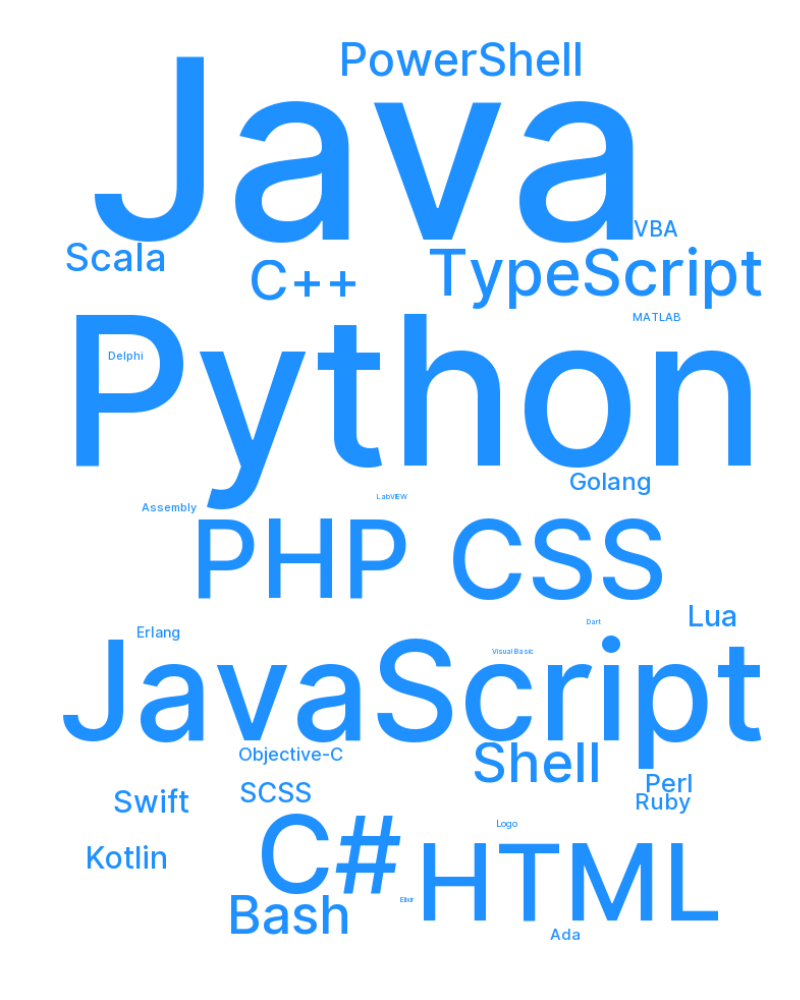 PowerShell
Java
VBA
Scala
C++
TypeScript
MATLAB
Python
Delphi
Golang
LabVIEW
Assembly
PHP
CSS
Lua
Dart
Erlang
Visual Basic
JavaScript
Objective-C
Shell
Perl
SCSS
Swift
Ruby
Logo
Kotlin
C#
HTML
Elixir
Bash
Ada